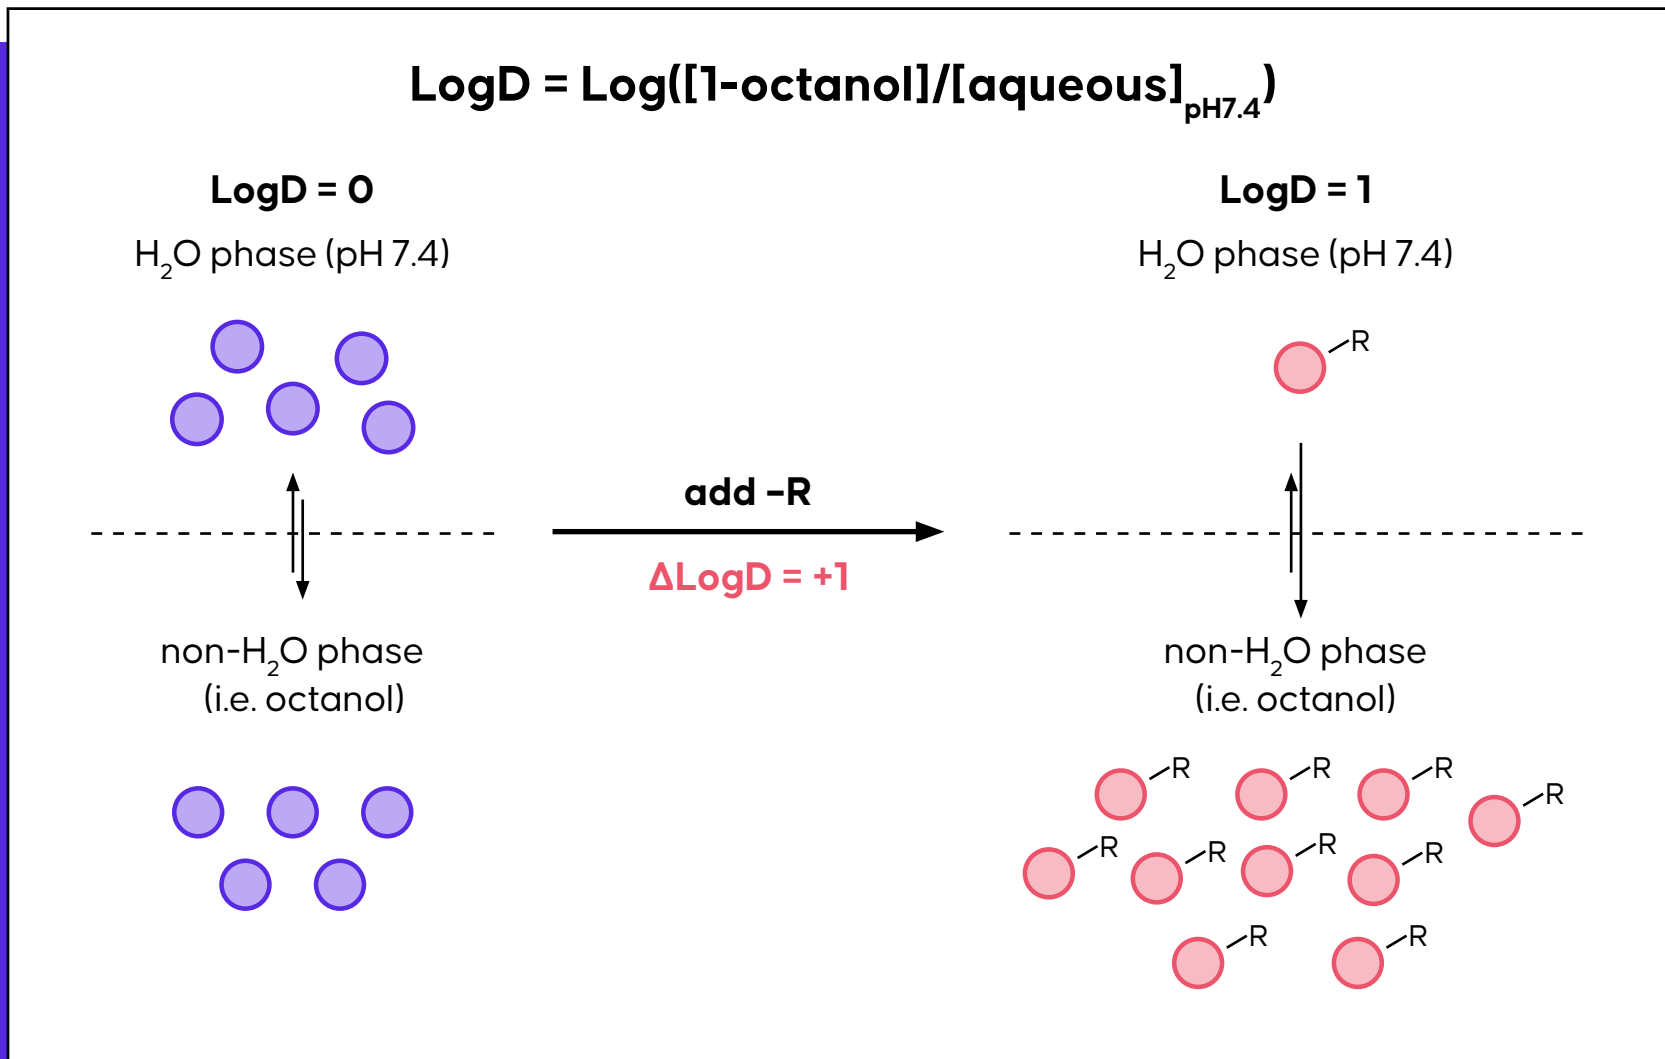 LogD = Log([1-octanol]/[aqueous]pH7.4)
LogD = 0
H2O phase (pH 7.4)
non-H2O phase
(i.e. octanol)
add –R
ΔLogD = +1
LogD = 1
H2O phase (pH 7.4)
R
non-H2O phase
(i.e. octanol)
R
R
R
R
R
R
R
R
R
R